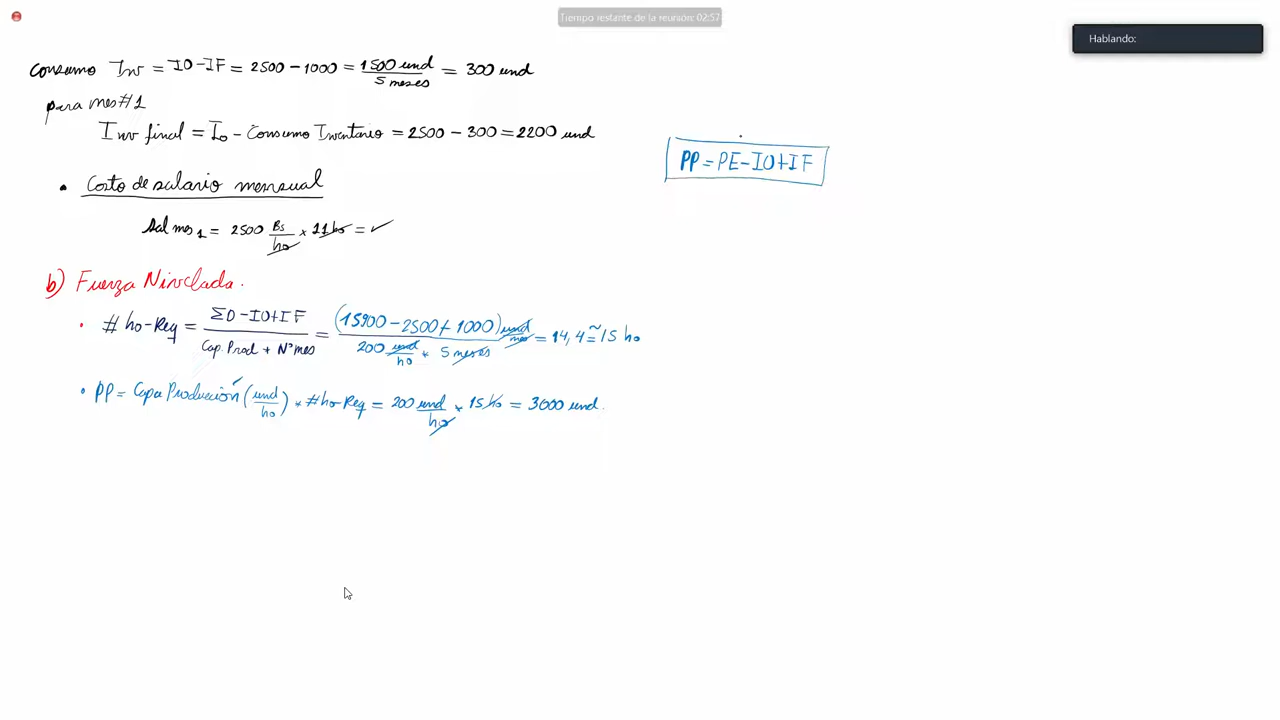 Tiempo restante de la reunión: 02:57
Hablando:
Consumo Inv = IO-IF = 2500 - 1000 = 1500 und / 5 meses = 300 und
para mes #1
Inv final = Io - Consumo Inventario = 2500 - 300 = 2200 und
PP = PE-IO+IF
• Costo de salario mensual
Sal mes 1 = 2500 Bs/ho * 11 ho = ✓
b) Fuerza Nivelada.
• # ho-Req = ΣD-IO+IF / Cap. Prod * N° mes = (15900 - 2500 + 1000) und/mes / 200 und/ho * 5 meses = 14,4 ≅ 15 ho
• PP = Capa Producción (und/ho) * #ho-Req = 200 und/ho * 15 ho = 3000 und.